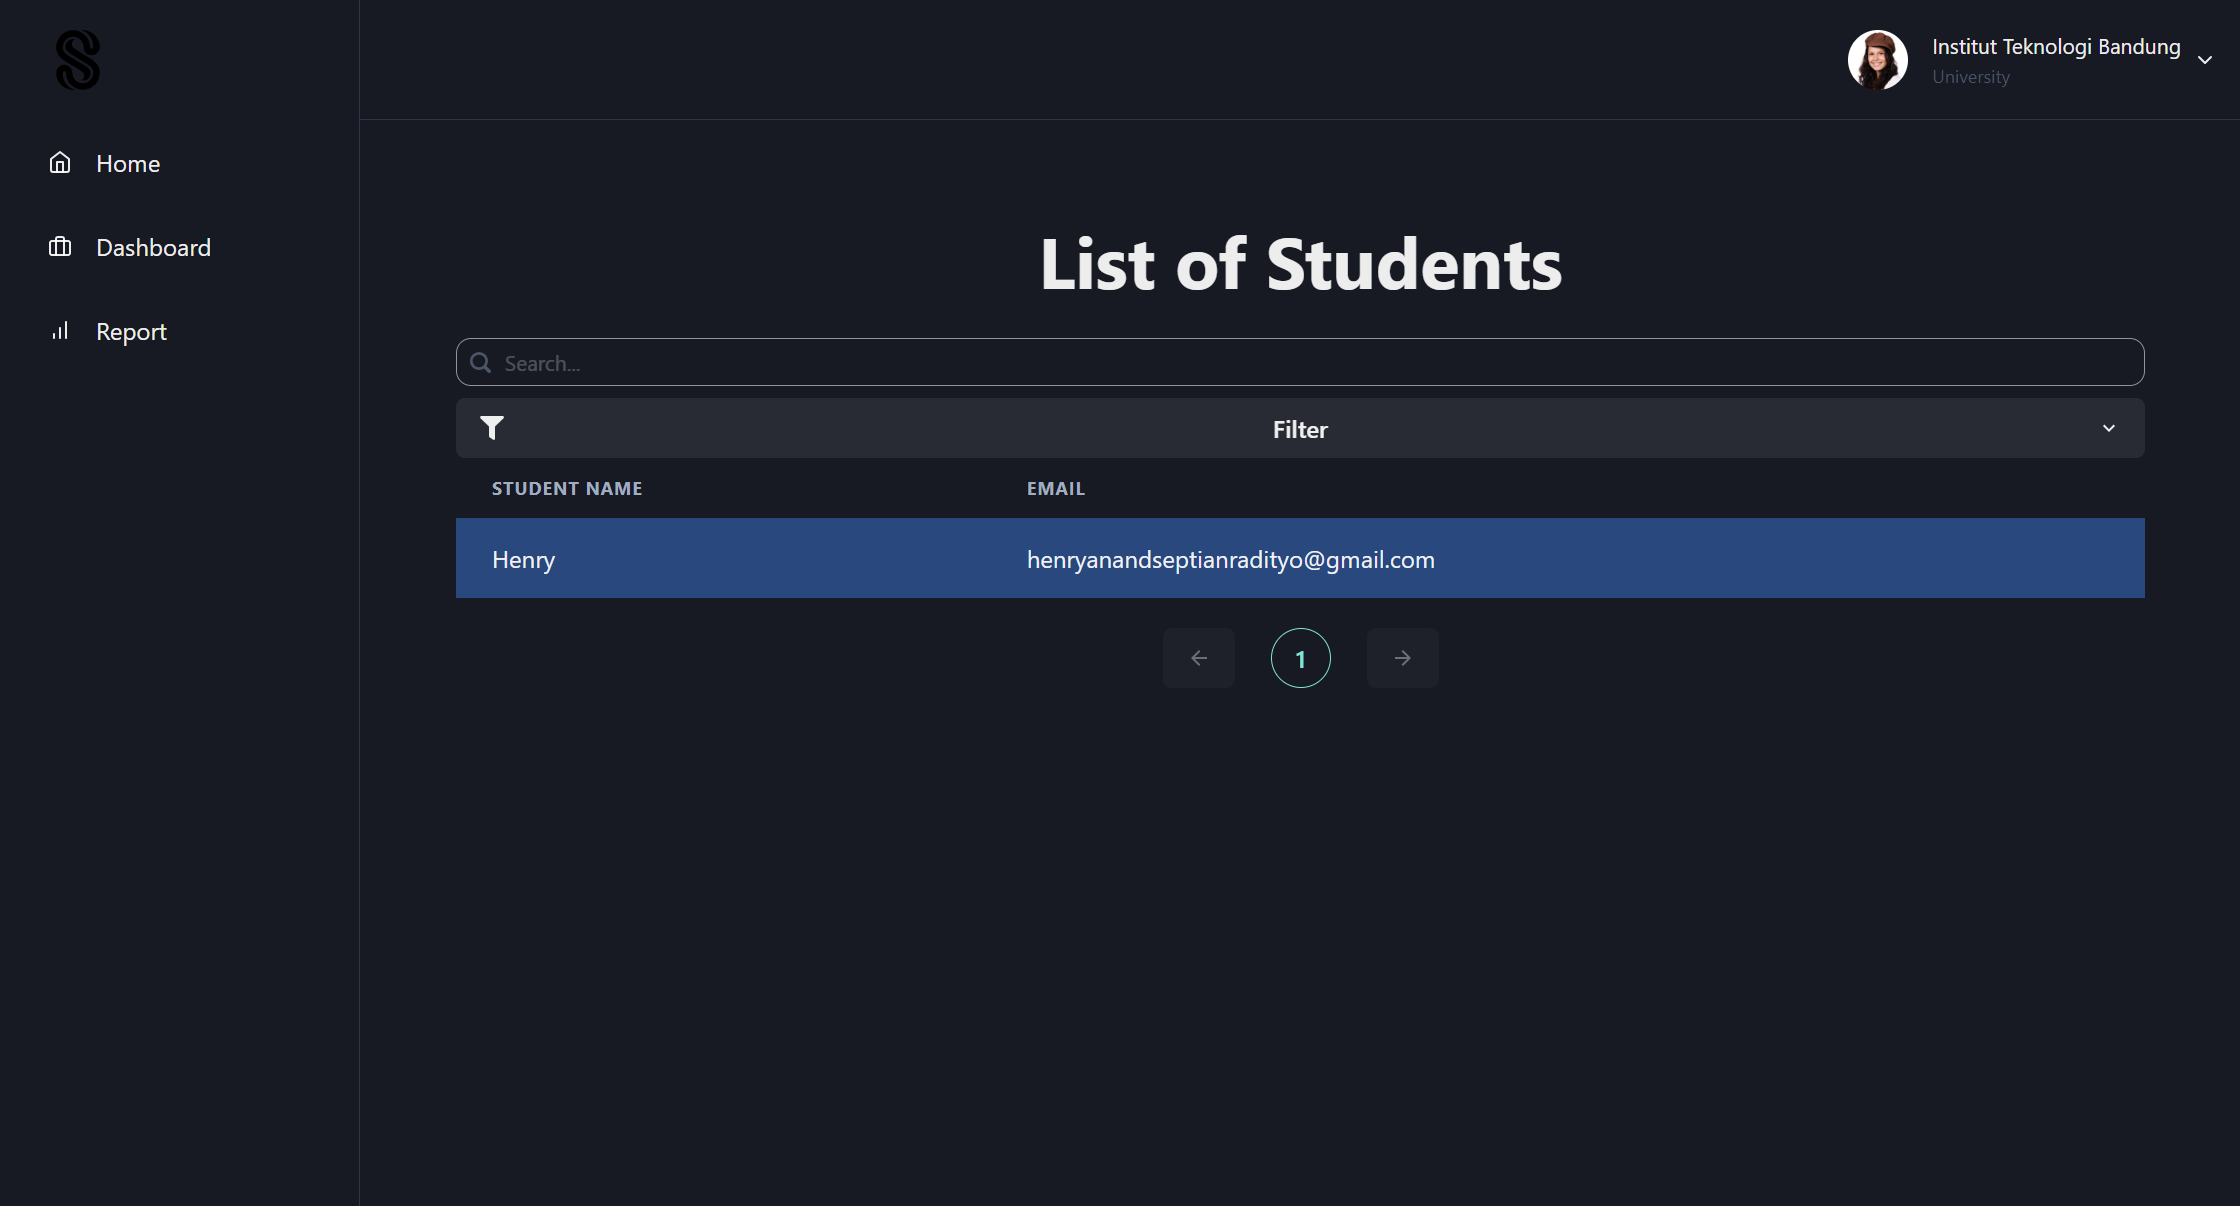 Institut Teknologi Bandung
University
Home
Dashboard
Report
List of Students
Search...
Filter
STUDENT NAME EMAIL
Henry henryanandseptianradityo@gmail.com
1